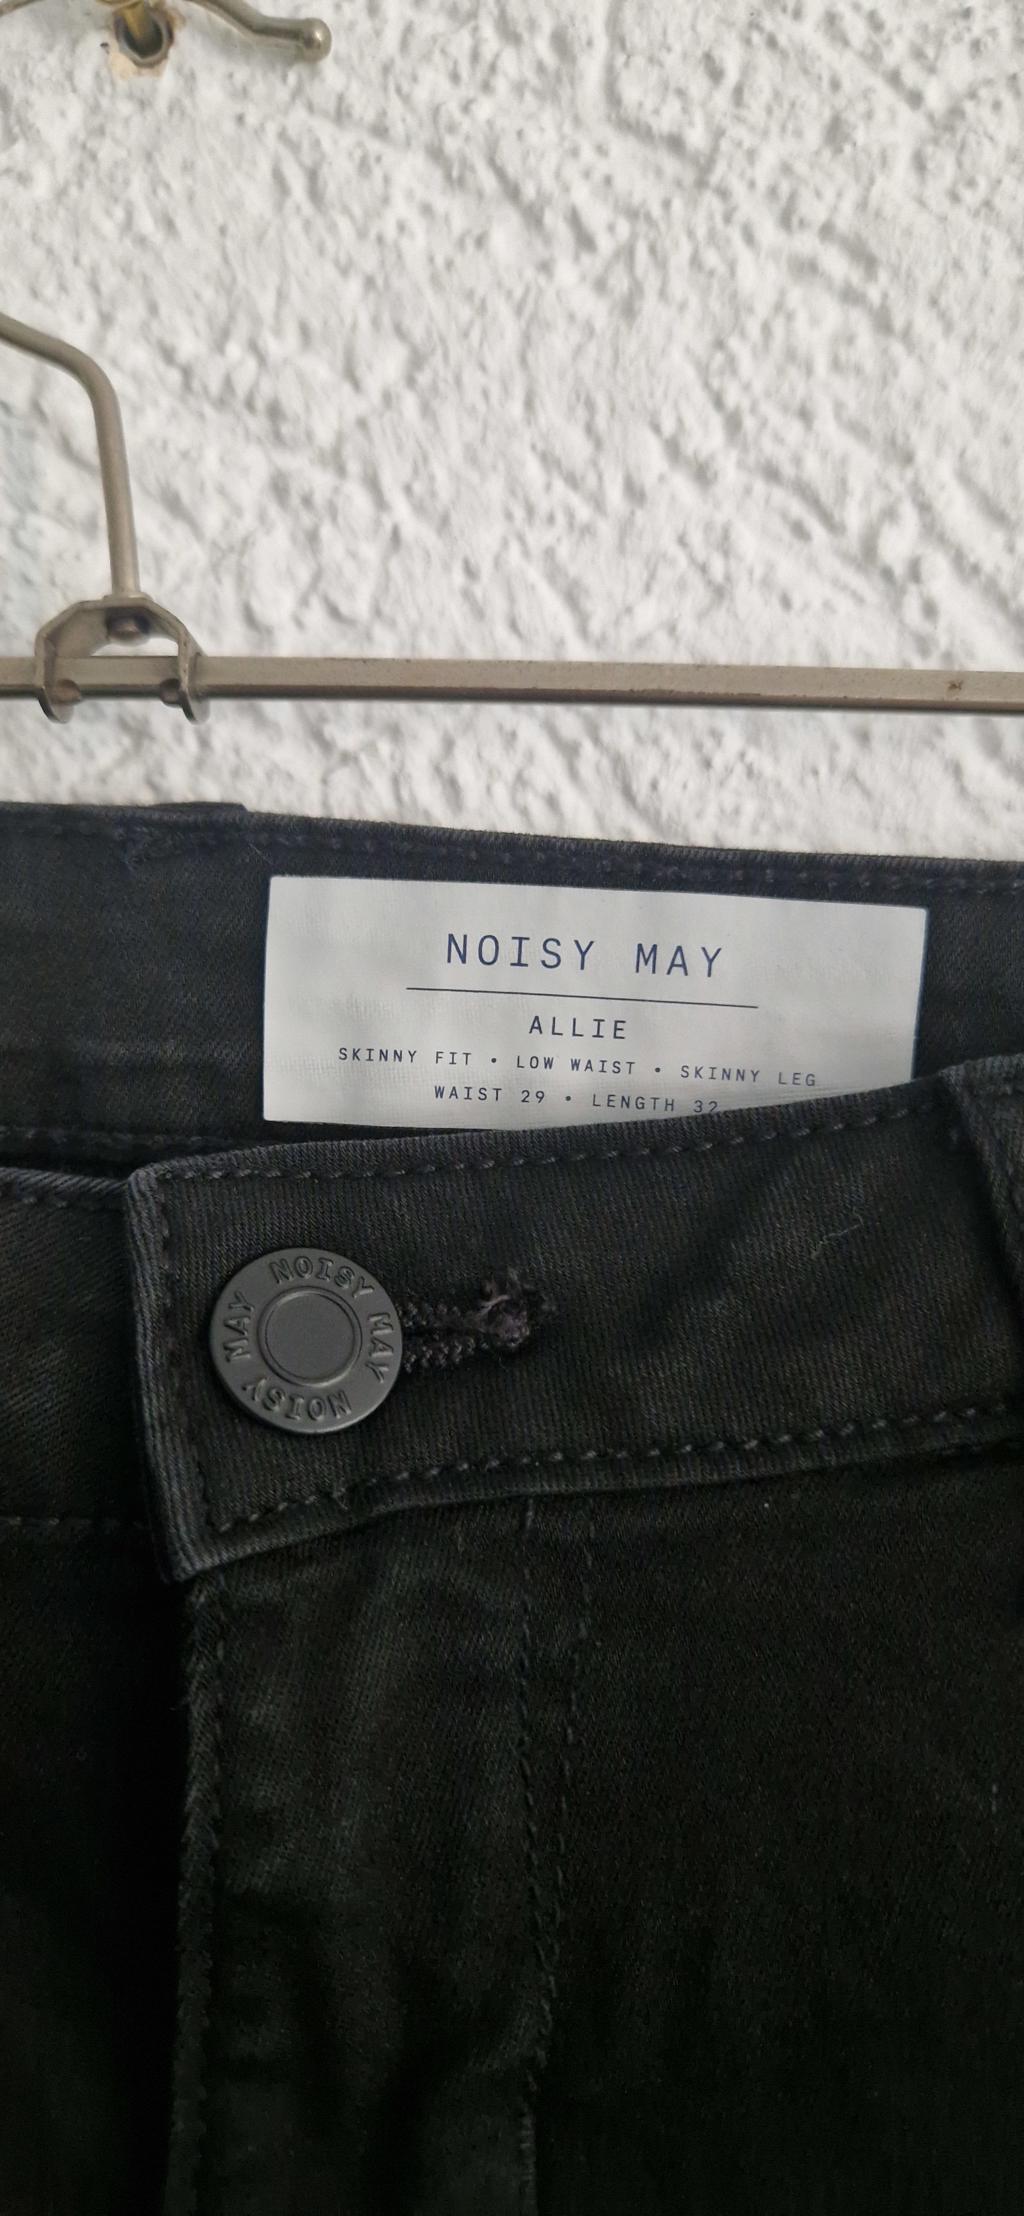 NOISY MAY
ALLIE
SKINNY FIT • LOW WAIST • SKINNY LEG
WAIST 29 • LENGTH 32
NOISY MAY NOISY MAY